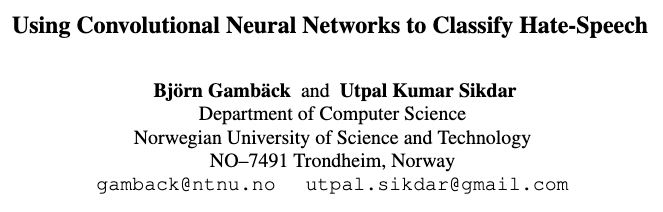 Using Convolutional Neural Networks to Classify Hate-Speech
Björn Gambäck and Utpal Kumar Sikdar
Department of Computer Science
Norwegian University of Science and Technology
NO–7491 Trondheim, Norway
gamback@ntnu.no utpal.sikdar@gmail.com